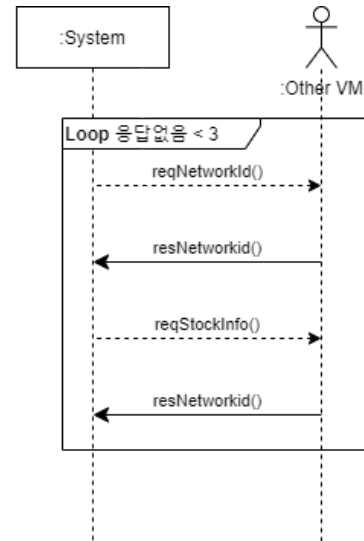 :System
:Other VM
Loop 응답없음 < 3
reqNetworkId()
resNetworkid()
reqStockInfo()
resNetworkid()